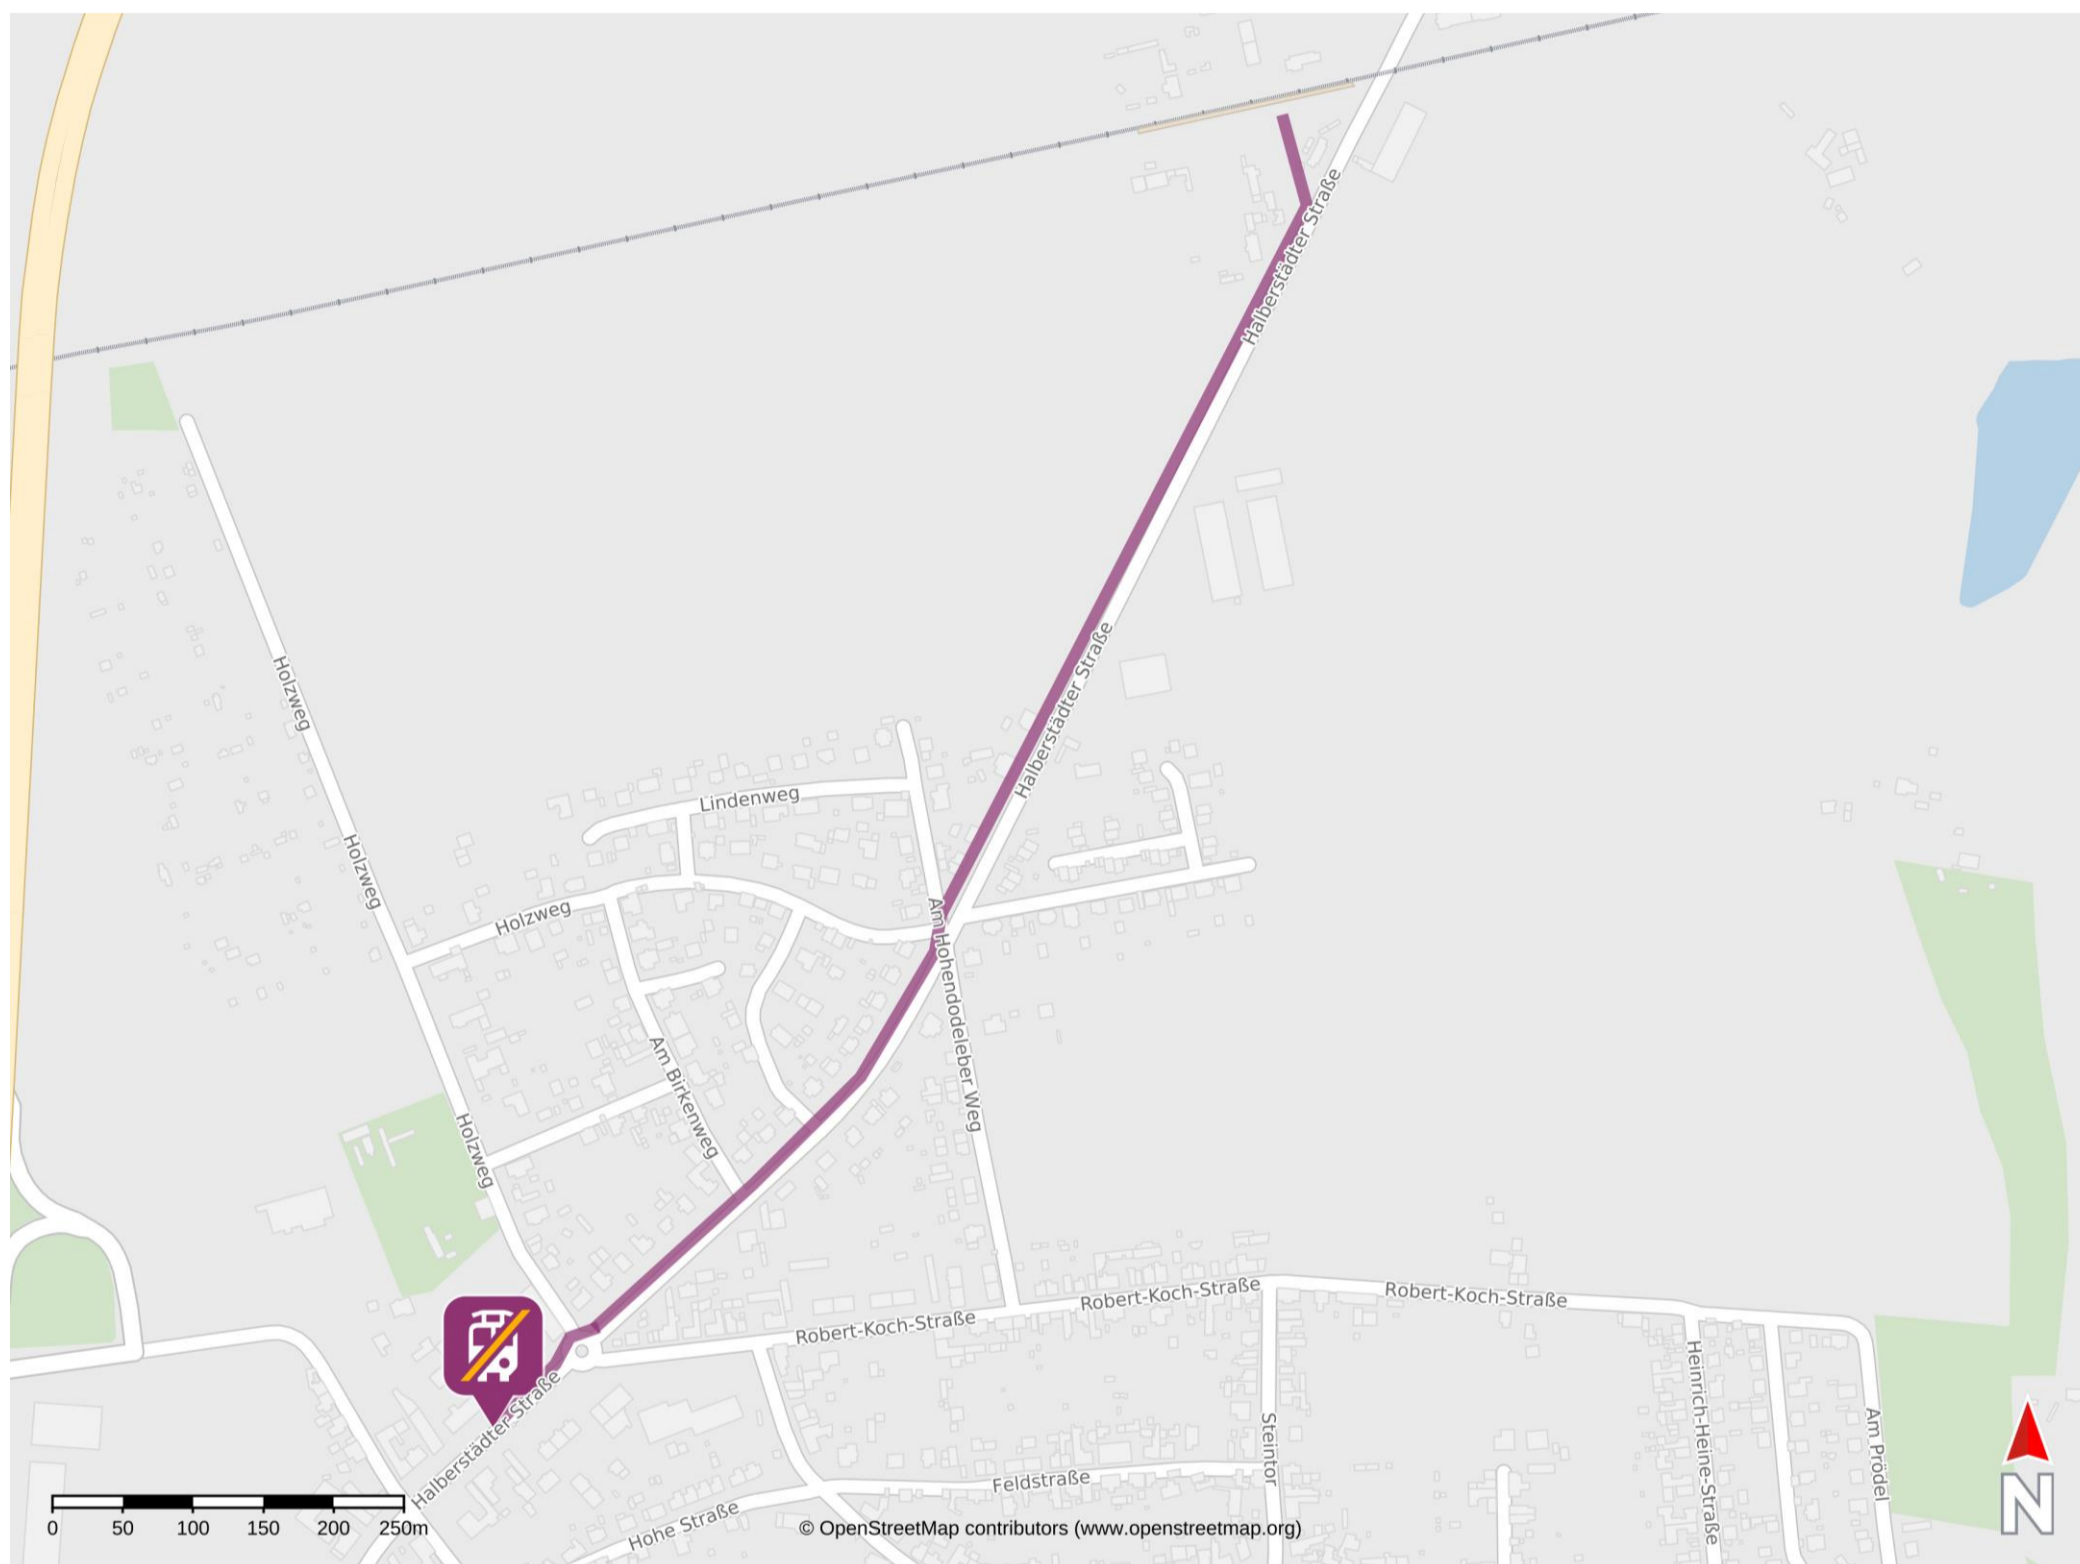 Halberstädter Straße
Holzweg
Halberstädter Straße
Lindenweg
Holzweg
Holzweg
Am Hohendodeleber Weg
Am Birkenweg
Holzweg
Robert-Koch-Straße
Robert-Koch-Straße
Robert-Koch-Straße
Halberstädter Straße
Heinrich-Heine-Straße
Am Prödel
Steintor
Feldstraße
Hohe Straße
0 50 100 150 200 250m
© OpenStreetMap contributors (www.openstreetmap.org)
N